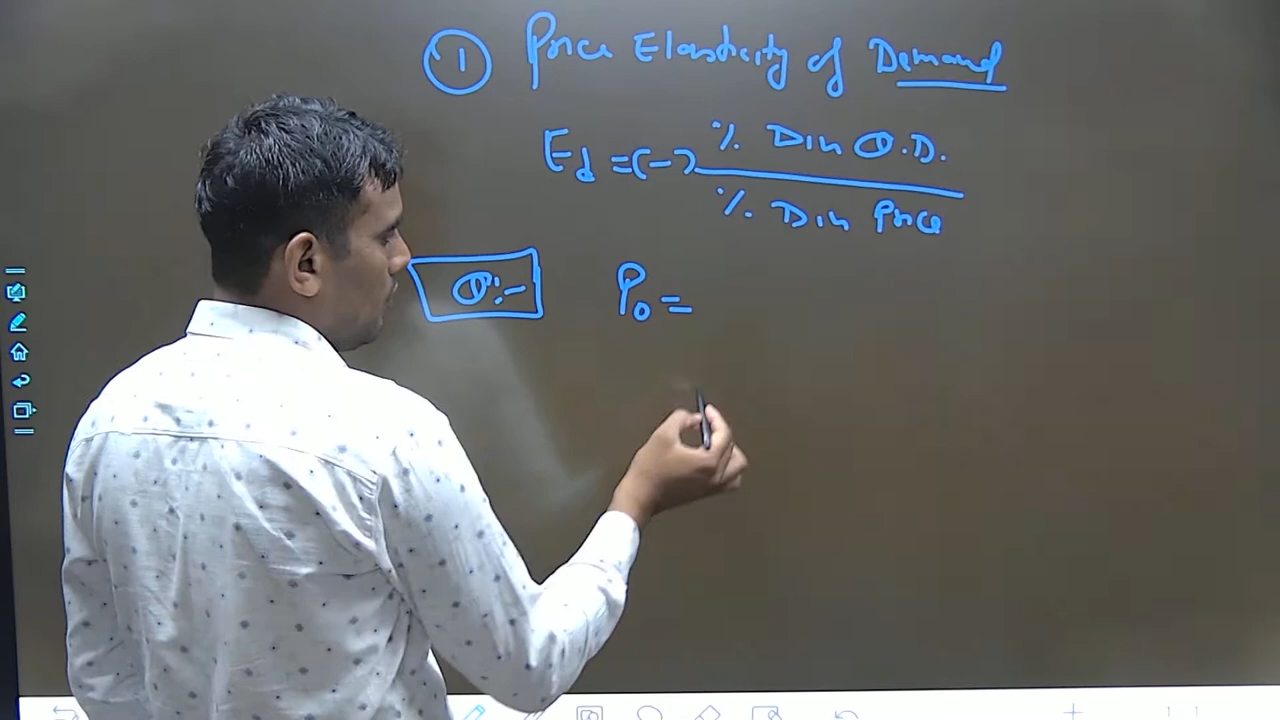 ① Price Elasticity of Demand
Ed = (-) % D in Q.D.
% D in Price
Q:- P0 =